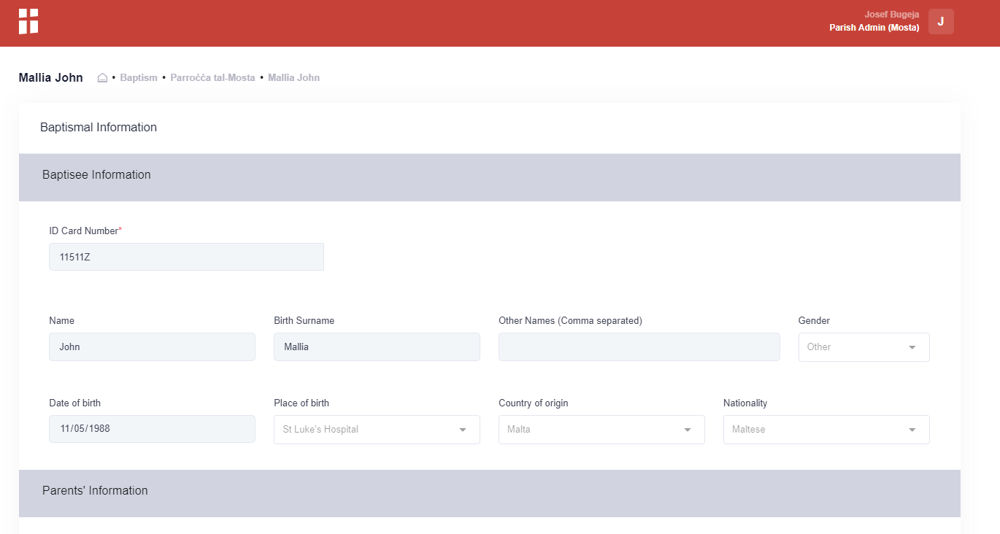 Josef Bugeja
Parish Admin (Mosta)
J
Mallia John • Baptism • Parroċċa tal-Mosta • Mallia John
Baptismal Information
Baptisee Information
ID Card Number*
11511Z
Name Birth Surname Other Names (Comma separated) Gender
John Mallia Other
Date of birth Place of birth Country of origin Nationality
11/05/1988 St Luke's Hospital Malta Maltese
Parents' Information